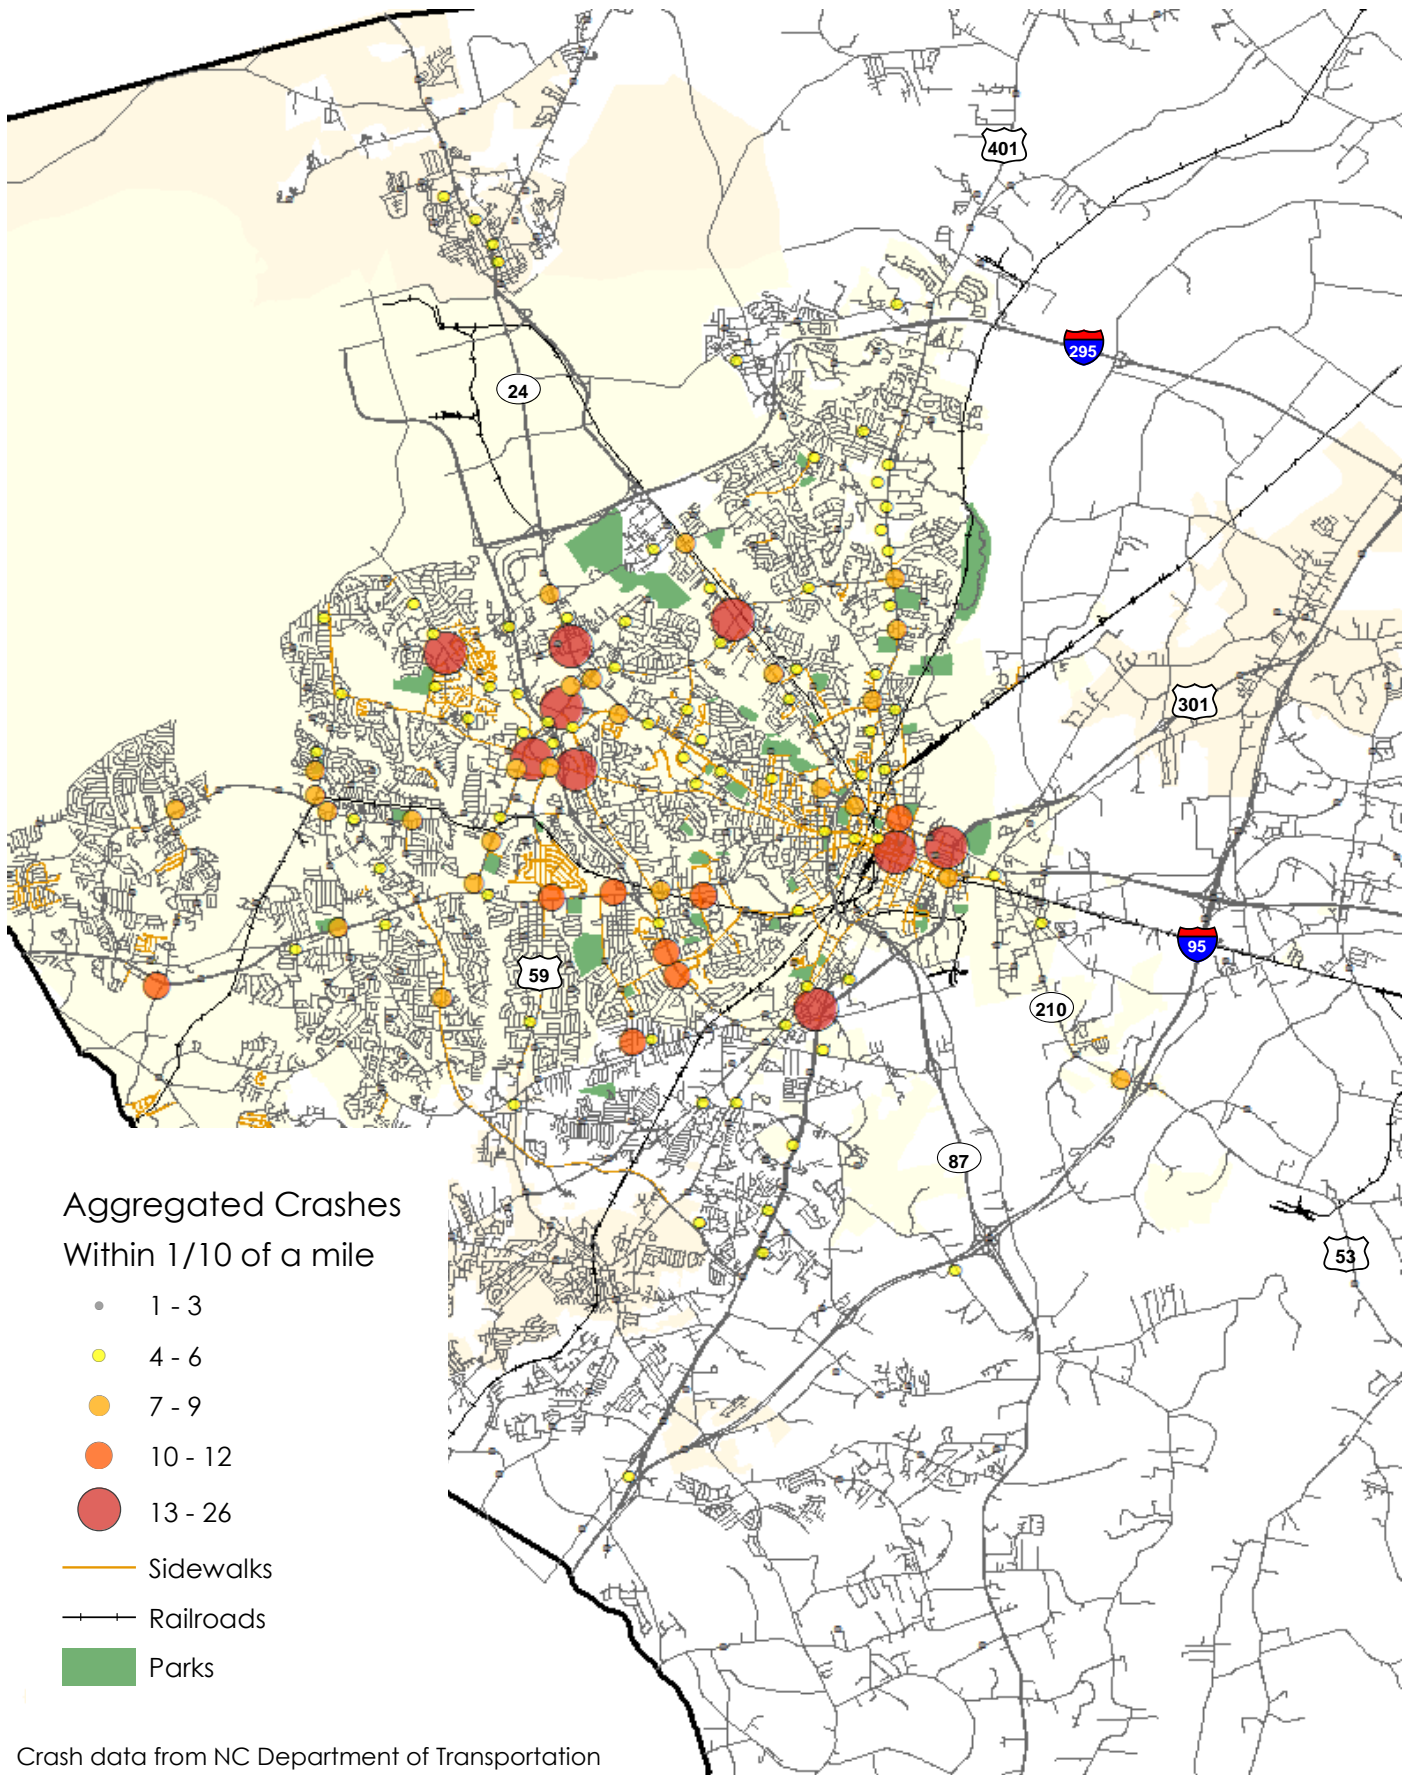 401
295
24
301
95
59
210
87
53
Aggregated Crashes
Within 1/10 of a mile
1 - 3
4 - 6
7 - 9
10 - 12
13 - 26
Sidewalks
Railroads
Parks
Crash data from NC Department of Transportation